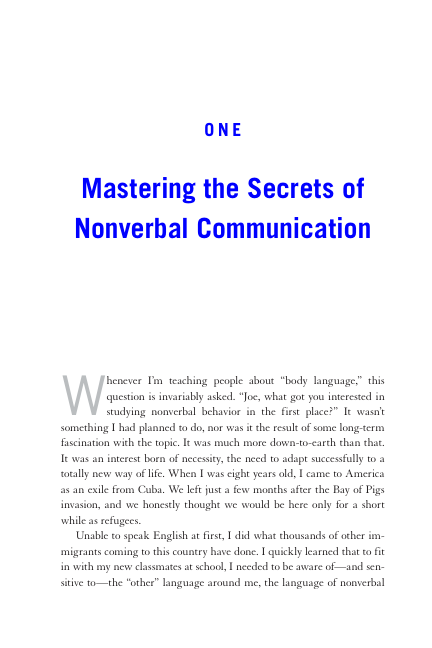 ONE
Mastering the Secrets of
Nonverbal Communication
Whenever I’m teaching people about “body language,” this
question is invariably asked. “Joe, what got you interested in
studying nonverbal behavior in the first place?” It wasn’t
something I had planned to do, nor was it the result of some long-term
fascination with the topic. It was much more down-to-earth than that.
It was an interest born of necessity, the need to adapt successfully to a
totally new way of life. When I was eight years old, I came to America
as an exile from Cuba. We left just a few months after the Bay of Pigs
invasion, and we honestly thought we would be here only for a short
while as refugees.
Unable to speak English at first, I did what thousands of other im-
migrants coming to this country have done. I quickly learned that to fit
in with my new classmates at school, I needed to be aware of—and sen-
sitive to—the “other” language around me, the language of nonverbal